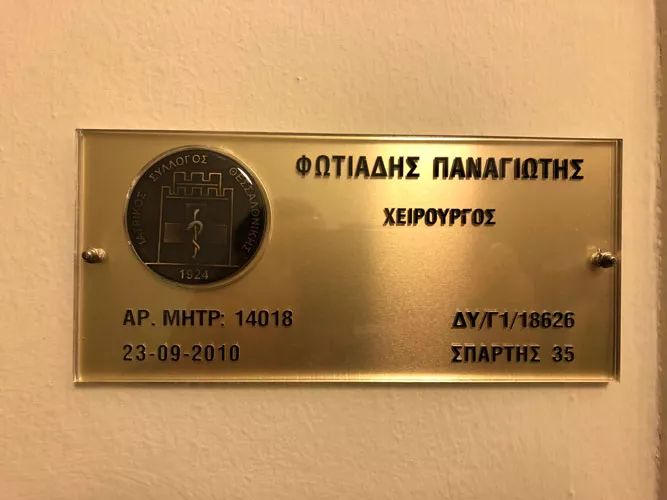 ΙΑΤΡΙΚΟΣ ΣΥΛΛΟΓΟΣ ΘΕΣΣΑΛΟΝΙΚΗΣ
1924
ΦΩΤΙΑΔΗΣ ΠΑΝΑΓΙΩΤΗΣ
ΧΕΙΡΟΥΡΓΟΣ
ΑΡ. ΜΗΤΡ: 14018
ΔΥ/Γ1/18626
23-09-2010
ΣΠΑΡΤΗΣ 35